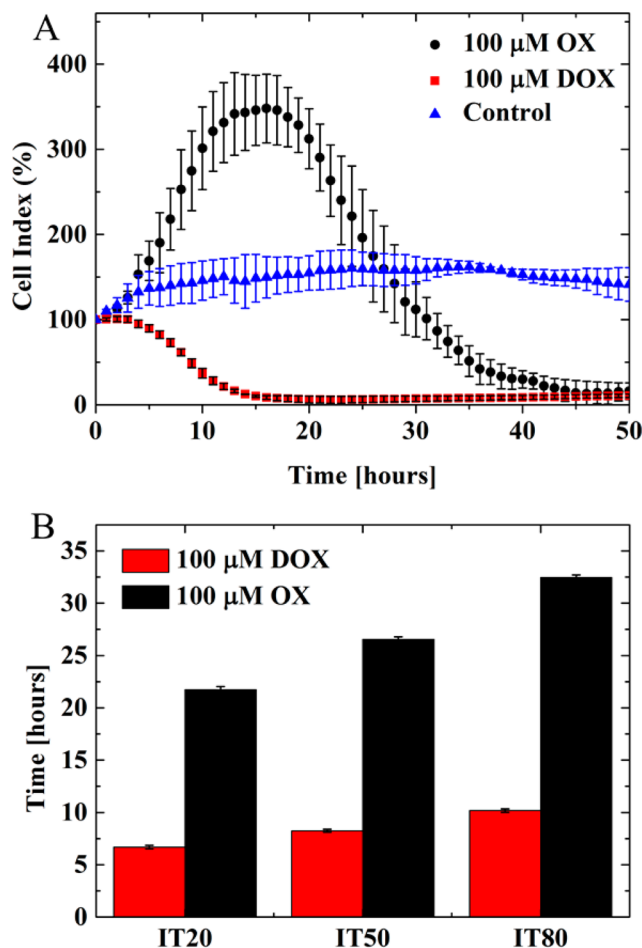 A
100 µM OX
100 µM DOX
Control
Cell Index (%)
400
300
200
100
0
0 10 20 30 40 50
Time [hours]
B
100 µM DOX
100 µM OX
Time [hours]
35
30
25
20
15
10
5
0
IT20 IT50 IT80